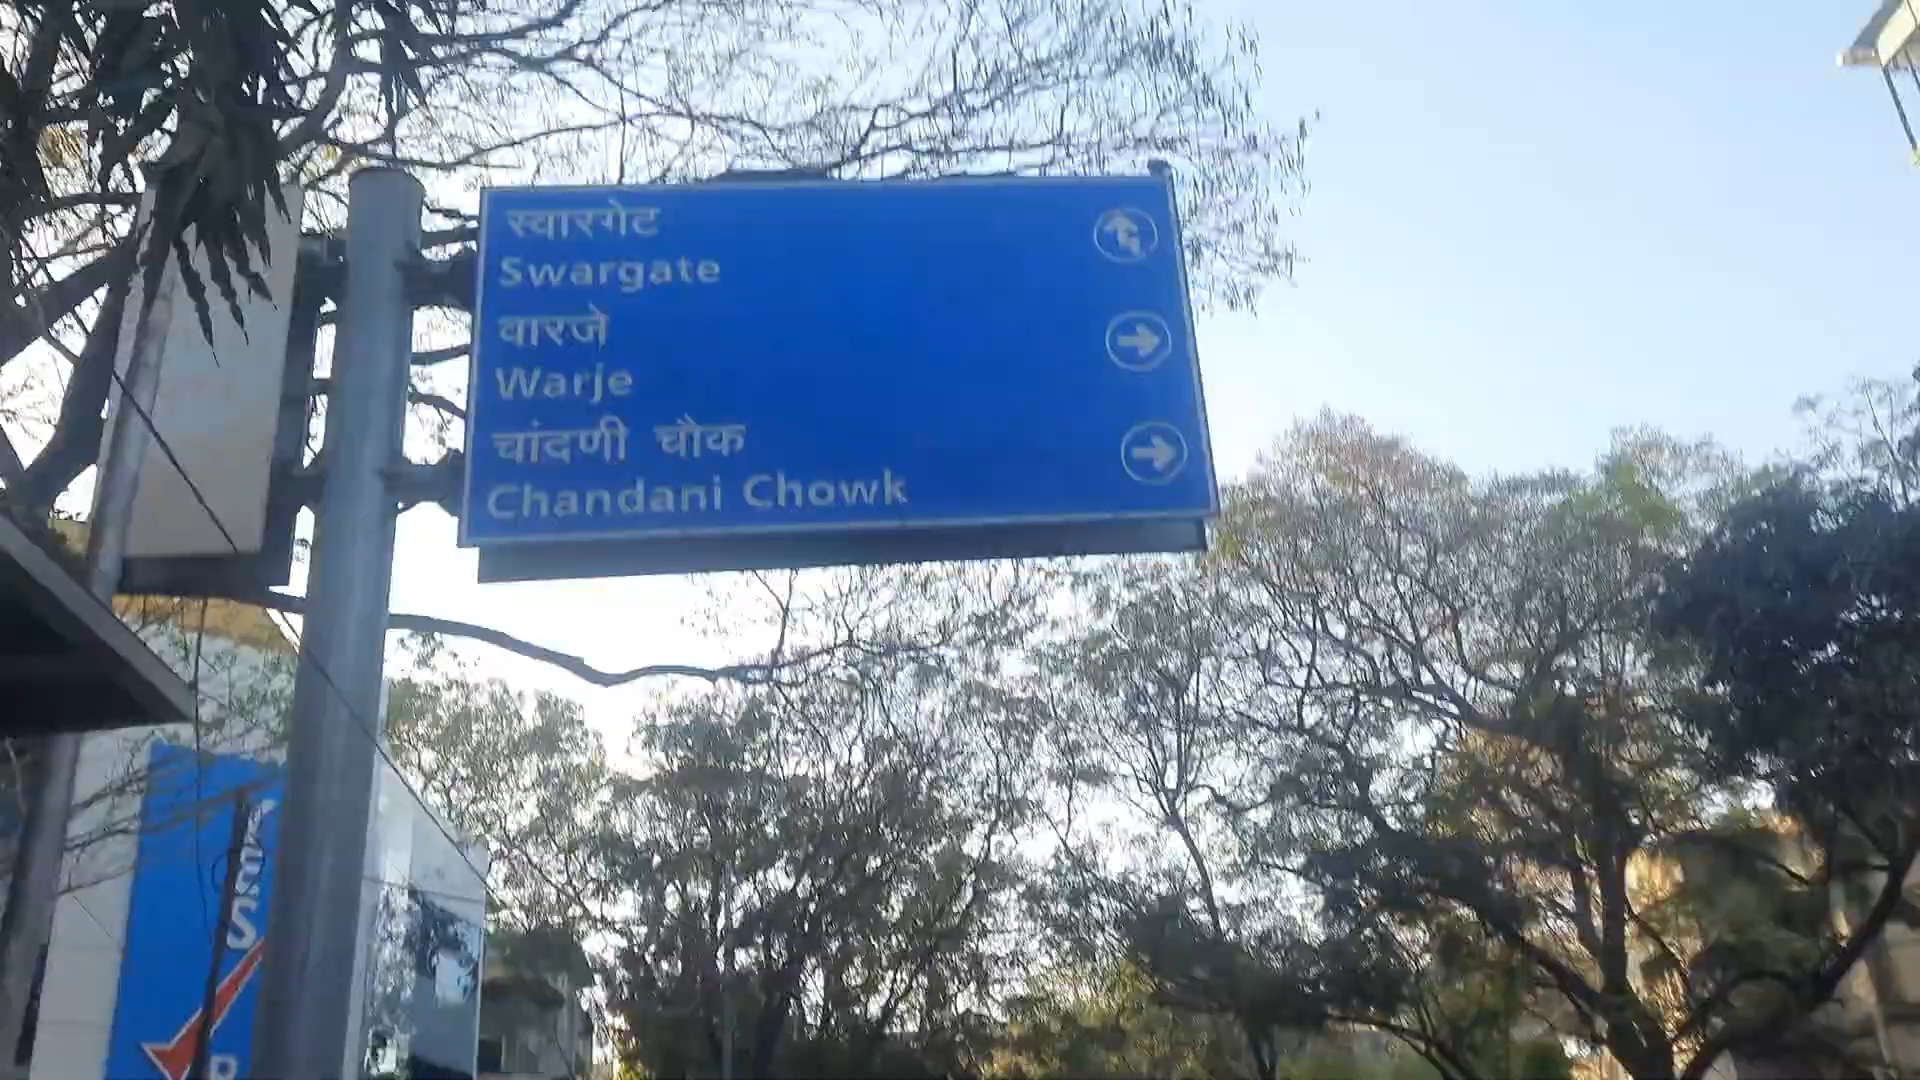 स्वारगेट
Swargate
वारजे
Warje
चांदणी चौक
Chandani Chowk